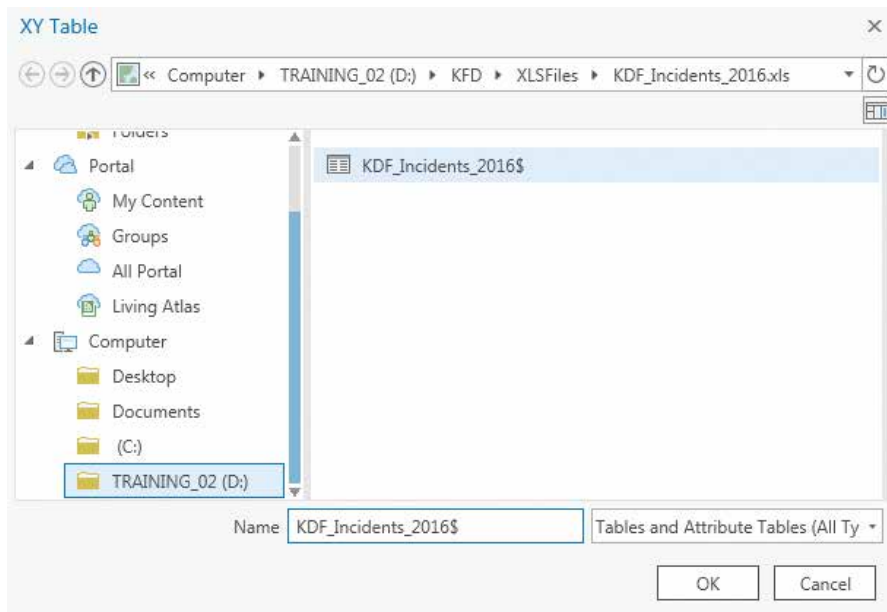 XY Table
« Computer TRAINING_02 (D:) KFD XLSFiles KDF_Incidents_2016.xls
Folders
Portal
KDF_Incidents_2016$
My Content
Groups
All Portal
Living Atlas
Computer
Desktop
Documents
(C:)
TRAINING_02 (D:)
Name KDF_Incidents_2016$ Tables and Attribute Tables (All Ty
OK Cancel